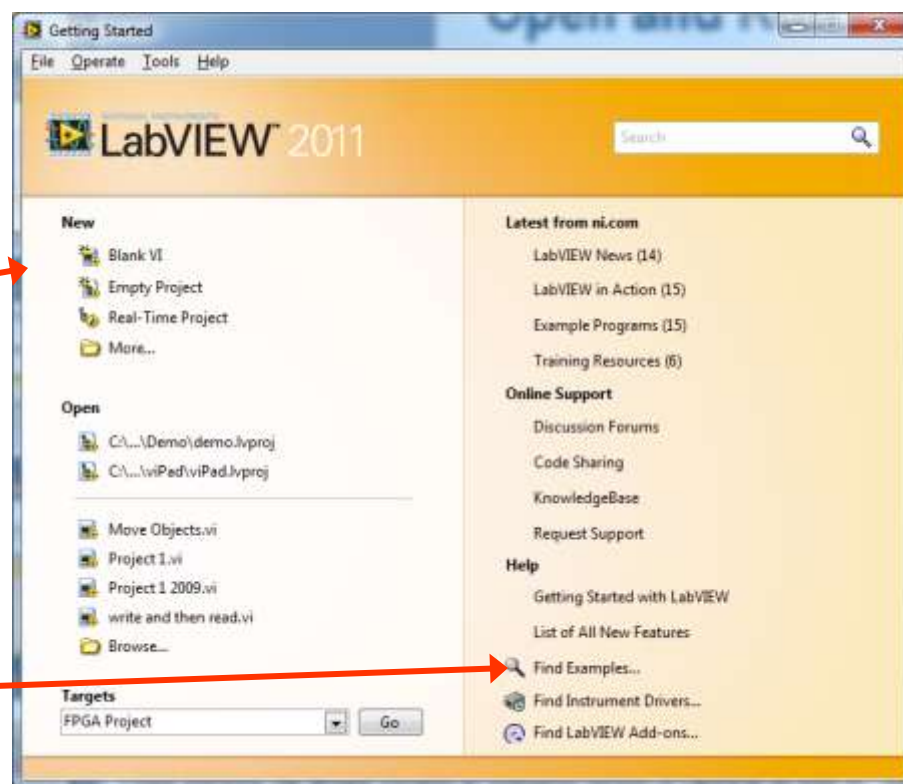 Open and R
Getting Started
File Operate Tools Help
LabVIEW™ 2011
Search
New
Blank VI
Empty Project
Real-Time Project
More...
Open
C:\...\Demo\demo.lvproj
C:\...\viPad\viPad.lvproj
Move Objects.vi
Project 1.vi
Project 1 2009.vi
write and then read.vi
Browse...
Targets
FPGA Project
Go
Latest from ni.com
LabVIEW News (14)
LabVIEW in Action (15)
Example Programs (15)
Training Resources (6)
Online Support
Discussion Forums
Code Sharing
KnowledgeBase
Request Support
Help
Getting Started with LabVIEW
List of All New Features
Find Examples...
Find Instrument Drivers...
Find LabVIEW Add-ons...